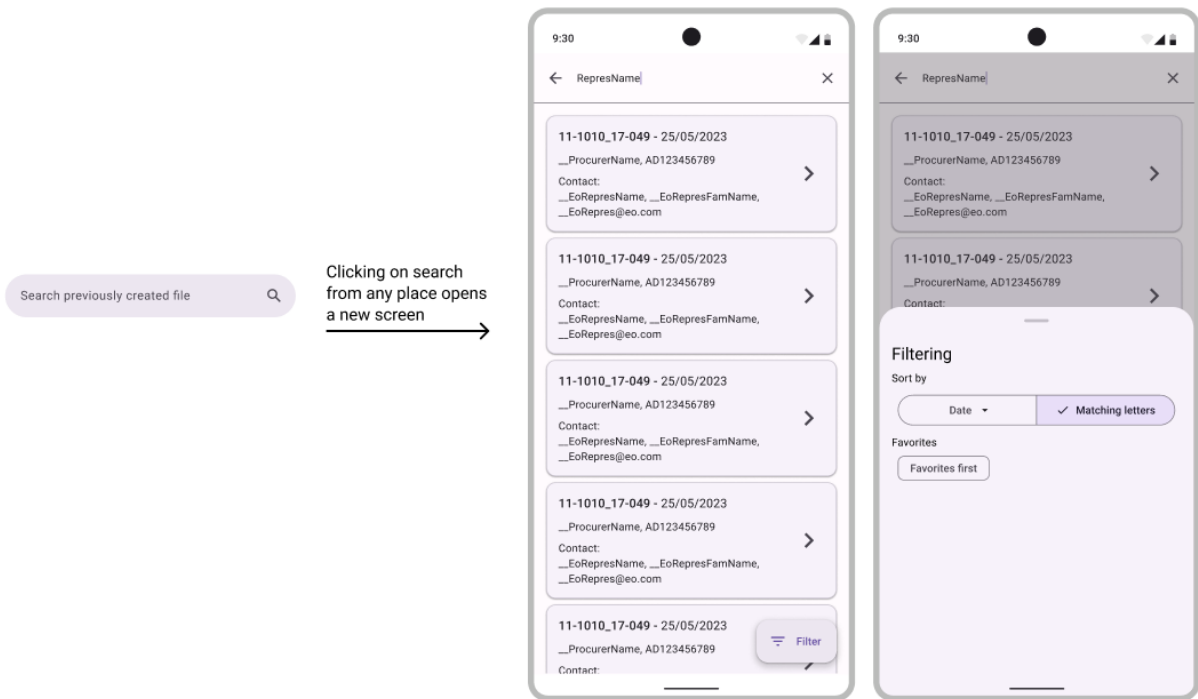 Search previously created file
Clicking on search
from any place opens
a new screen
9:30
RepresName
11-1010_17-049 - 25/05/2023
__ProcurerName, AD123456789
Contact:
__EoRepresName, __EoRepresFamName,
__EoRepres@eo.com
11-1010_17-049 - 25/05/2023
__ProcurerName, AD123456789
Contact:
__EoRepresName, __EoRepresFamName,
__EoRepres@eo.com
11-1010_17-049 - 25/05/2023
__ProcurerName, AD123456789
Contact:
__EoRepresName, __EoRepresFamName,
__EoRepres@eo.com
11-1010_17-049 - 25/05/2023
__ProcurerName, AD123456789
Contact:
__EoRepresName, __EoRepresFamName,
__EoRepres@eo.com
11-1010_17-049 - 25/05/2023
__ProcurerName, AD123456789
Contact:
Filter
9:30
RepresName
11-1010_17-049 - 25/05/2023
__ProcurerName, AD123456789
Contact:
__EoRepresName, __EoRepresFamName,
__EoRepres@eo.com
11-1010_17-049 - 25/05/2023
__ProcurerName, AD123456789
Contact:
Filtering
Sort by
Date
Matching letters
Favorites
Favorites first